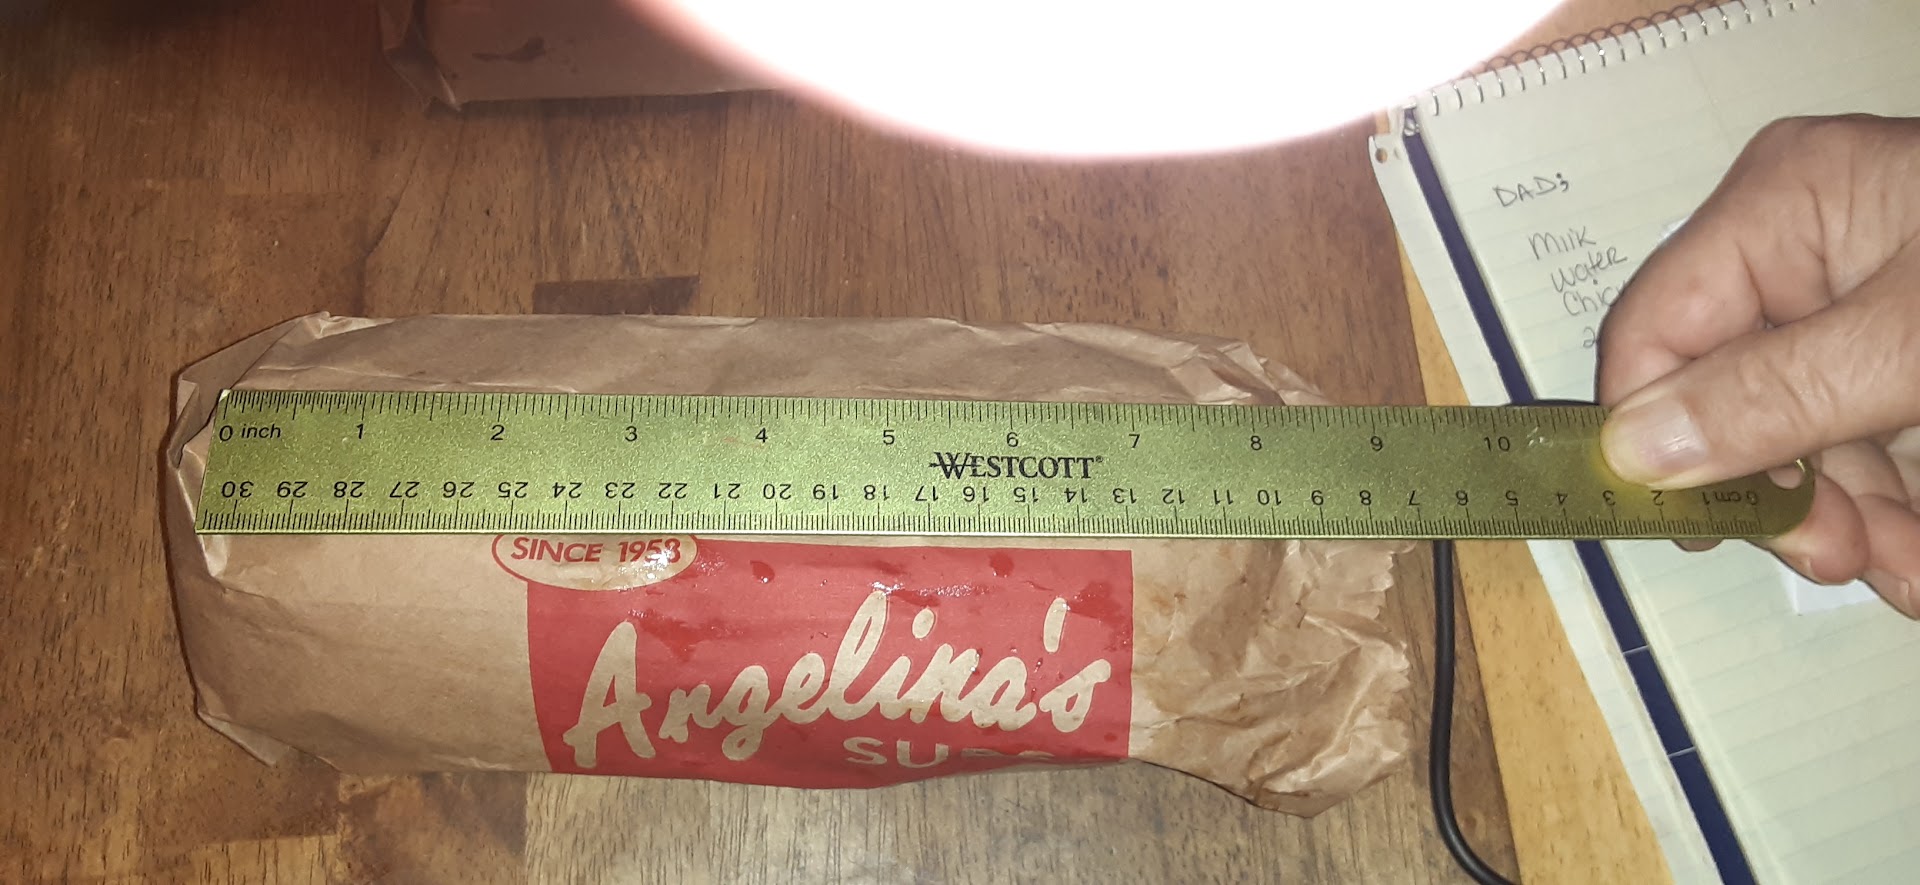 0 inch 1 2 3 4 5 6 7 8 9 10
WESTCOTT®
30 29 28 27 26 25 24 23 22 21 20 19 18 17 16 15 14 13 12 11 10 9 8 7 6 5 4 3 2 1 0cm
SINCE 1958
Angelina's
DAD;
Milk
Water